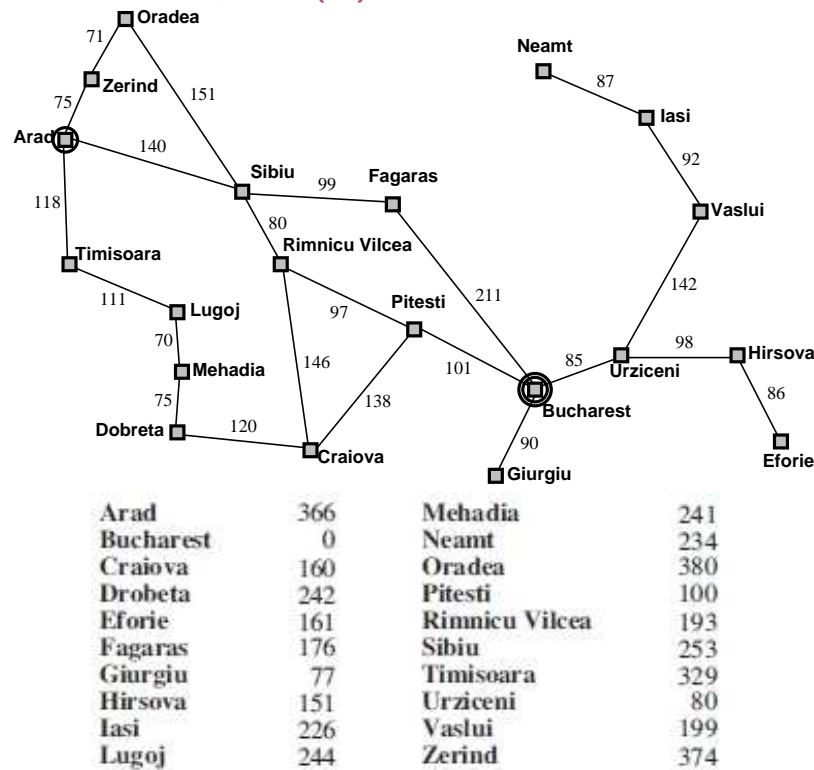 Oradea
71
Neamt
Zerind
87
151
75
Iasi
Arad
140
92
Sibiu
Fagaras
99
118
Vaslui
80
Timisoara
Rimnicu Vilcea
142
111
Pitesti
211
Lugoj
97
70
98
Hirsova
146
85
Mehadia
101
Urziceni
86
75
138
Bucharest
Dobreta
120
90
Craiova
Eforie
Giurgiu
Arad 366 Mehadia 241
Bucharest 0 Neamt 234
Craiova 160 Oradea 380
Drobeta 242 Pitesti 100
Eforie 161 Rimnicu Vilcea 193
Fagaras 176 Sibiu 253
Giurgiu 77 Timisoara 329
Hirsova 151 Urziceni 80
Iasi 226 Vaslui 199
Lugoj 244 Zerind 374